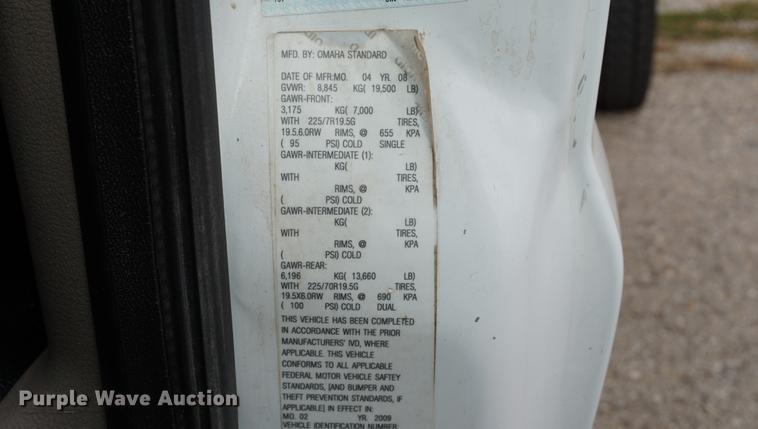 MFD. BY: OMAHA STANDARD
DATE OF MFR:MO. 04 YR. 08
GVWR: 8,845 KG( 19,500 LB)
GAWR-FRONT:
3,175 KG( 7,000 LB)
WITH 225/7R19.5G TIRES,
19.5.6.0RW RIMS, @ 655 KPA
( 95 PSI) COLD SINGLE
GAWR-INTERMEDIATE (1):
KG( LB)
WITH TIRES,
RIMS, @ KPA
( PSI) COLD
GAWR-INTERMEDIATE (2):
KG( LB)
WITH TIRES,
RIMS, @ KPA
( PSI) COLD
GAWR-REAR:
6,196 KG( 13,660 LB)
WITH 225/70R19.5G TIRES,
19.5X6.0RW RIMS, @ 690 KPA
( 100 PSI) COLD DUAL
THIS VEHICLE HAS BEEN COMPLETED
IN ACCORDANCE WITH THE PRIOR
MANUFACTURERS' IVD, WHERE
APPLICABLE. THIS VEHICLE
CONFORMS TO ALL APPLICABLE
FEDERAL MOTOR VEHICLE SAFTEY
STANDARDS, [AND BUMPER AND
THEFT PREVENTION STANDARDS, IF
APPLICABLE] IN EFFECT IN:
MO. 02 YR. 2009
VEHICLE IDENTIFICATION NUMBER:
Purple Wave Auction